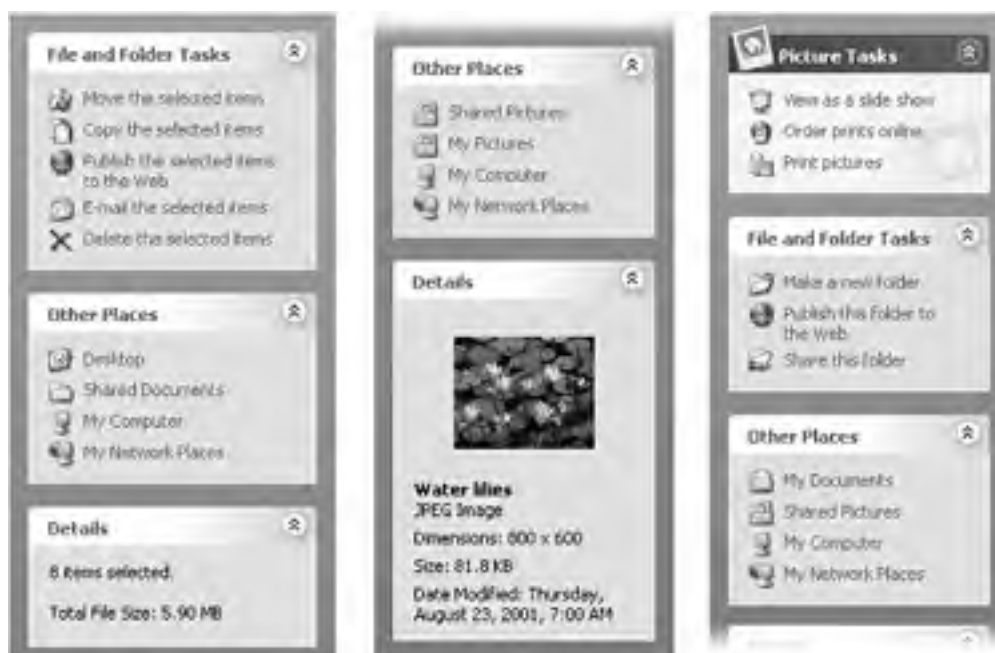 File and Folder Tasks
Move the selected items
Copy the selected items
Publish the selected items
to the Web
E-mail the selected items
Delete the selected items
Other Places
Desktop
Shared Documents
My Computer
My Network Places
Details
8 items selected.
Total File Size: 5.90 MB
Other Places
Shared Pictures
My Pictures
My Computer
My Network Places
Details
Water lilies
JPEG Image
Dimensions: 800 x 600
Size: 81.8 KB
Date Modified: Thursday,
August 23, 2001, 7:00 AM
Picture Tasks
View as a slide show
Order prints online
Print pictures
File and Folder Tasks
Make a new folder
Publish this folder to
the Web
Share this folder
Other Places
My Documents
Shared Pictures
My Computer
My Network Places